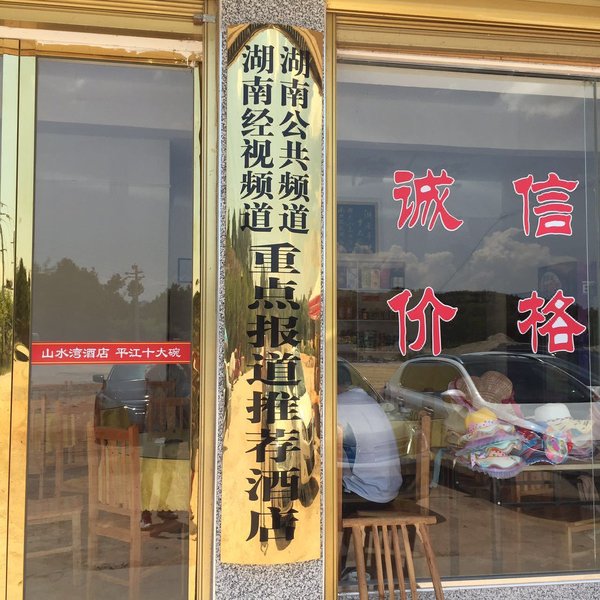 湖南公共频道
湖南经视频道
重点报道推荐酒店
诚信
价格
山水湾酒店 平江十大碗